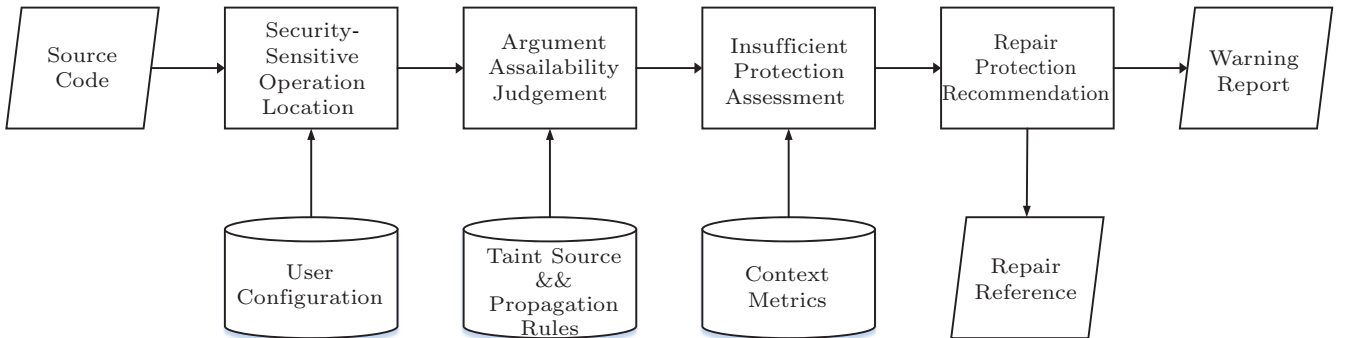 Source
Code
Security-
Sensitive
Operation
Location
Argument
Assailability
Judgement
Insufficient
Protection
Assessment
Repair
Protection
Recommendation
Warning
Report
User
Configuration
Taint Source
&&
Propagation
Rules
Context
Metrics
Repair
Reference